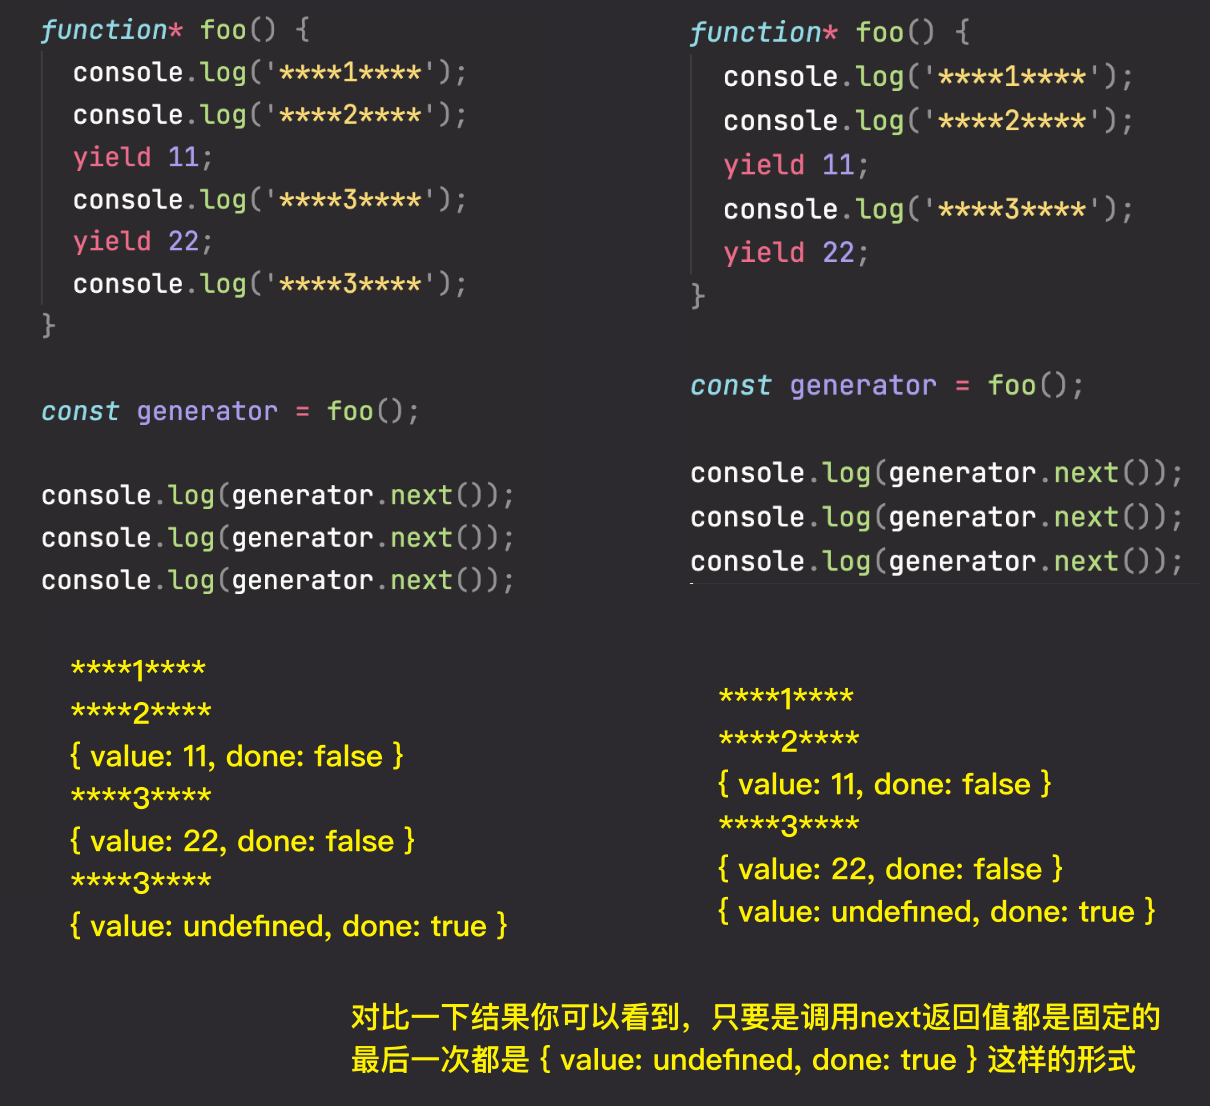 function* foo() {
console.log('****1****');
console.log('****2****');
yield 11;
console.log('****3****');
yield 22;
console.log('****3****');
}
const generator = foo();
console.log(generator.next());
console.log(generator.next());
console.log(generator.next());
****1****
****2****
{ value: 11, done: false }
****3****
{ value: 22, done: false }
****3****
{ value: undefined, done: true }
function* foo() {
console.log('****1****');
console.log('****2****');
yield 11;
console.log('****3****');
yield 22;
}
const generator = foo();
console.log(generator.next());
console.log(generator.next());
console.log(generator.next());
****1****
****2****
{ value: 11, done: false }
****3****
{ value: 22, done: false }
{ value: undefined, done: true }
对比一下结果你可以看到，只要是调用next返回值都是固定的
最后一次都是 { value: undefined, done: true } 这样的形式